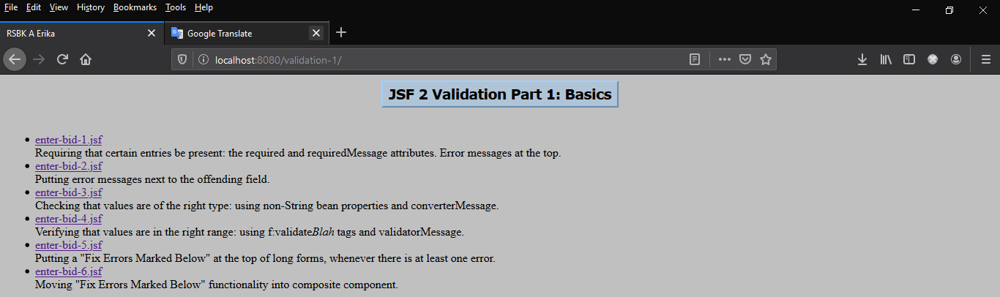 File Edit View History Bookmarks Tools Help
RSBK A Erika
Google Translate
localhost:8080/validation-1/
JSF 2 Validation Part 1: Basics
enter-bid-1.jsf
Requiring that certain entries be present: the required and requiredMessage attributes. Error messages at the top.
enter-bid-2.jsf
Putting error messages next to the offending field.
enter-bid-3.jsf
Checking that values are of the right type: using non-String bean properties and converterMessage.
enter-bid-4.jsf
Verifying that values are in the right range: using f:validateBlah tags and validatorMessage.
enter-bid-5.jsf
Putting a "Fix Errors Marked Below" at the top of long forms, whenever there is at least one error.
enter-bid-6.jsf
Moving "Fix Errors Marked Below" functionality into composite component.